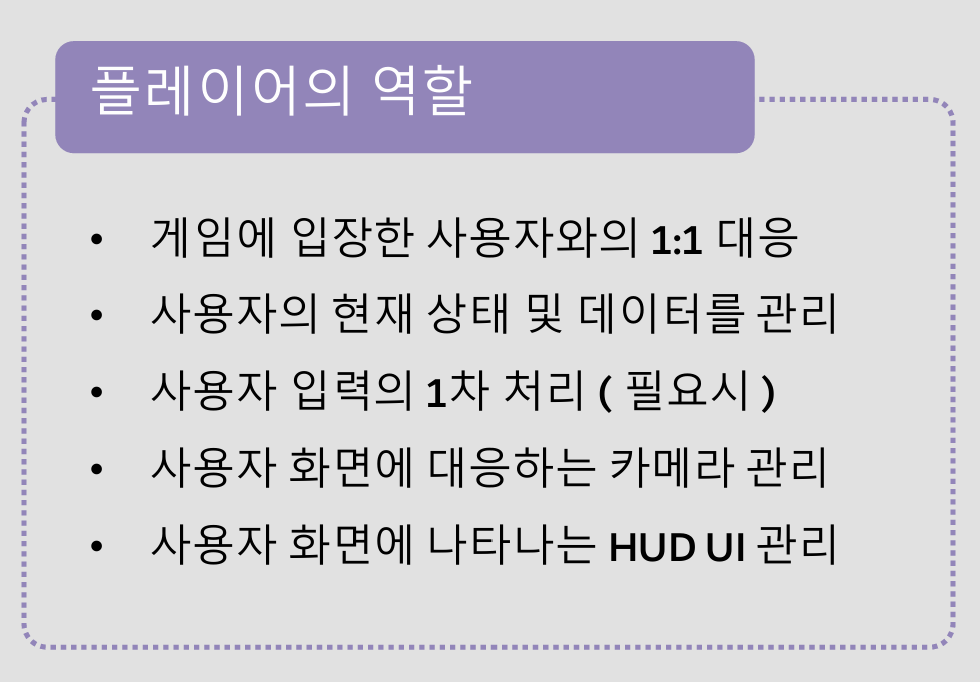 플레이어의 역할
• 게임에 입장한 사용자와의 1:1 대응
• 사용자의 현재 상태 및 데이터를 관리
• 사용자 입력의 1차 처리 ( 필요시 )
• 사용자 화면에 대응하는 카메라 관리
• 사용자 화면에 나타나는 HUD UI 관리